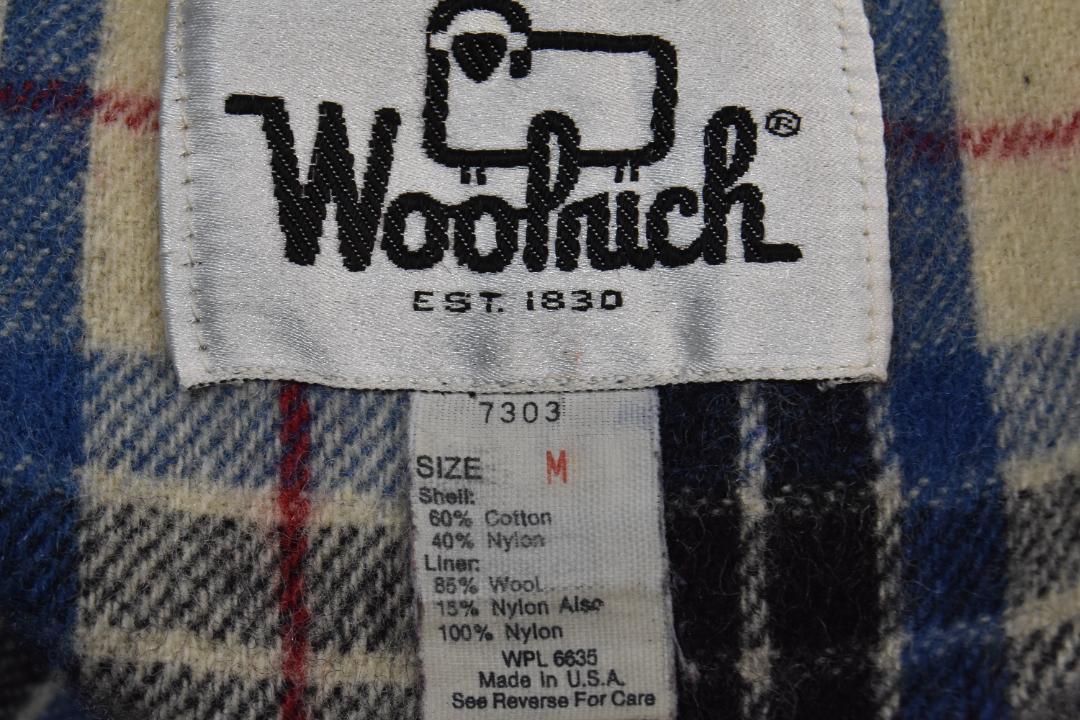 Woolrich®
EST. 1830
7303
SIZE M
Shell:
60% Cotton
40% Nylon
Liner:
85% Wool
15% Nylon Also
100% Nylon
WPL 6635
Made In U.S.A.
See Reverse For Care